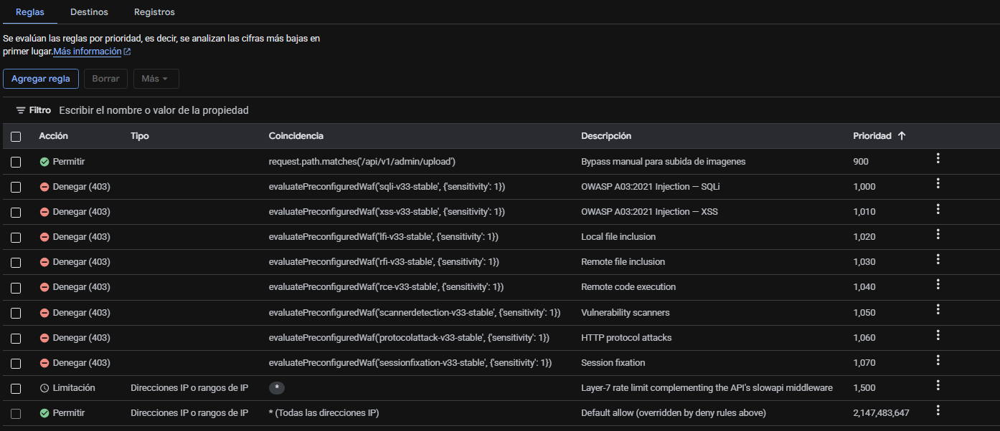 Reglas Destinos Registros
Se evalúan las reglas por prioridad, es decir, se analizan las cifras más bajas en
primer lugar.Más información
Agregar regla Borrar Más
Filtro Escribir el nombre o valor de la propiedad
Acción Tipo Coincidencia Descripción Prioridad
Permitir request.path.matches('/api/v1/admin/upload') Bypass manual para subida de imagenes 900
Denegar (403) evaluatePreconfiguredWaf('sqli-v33-stable', {'sensitivity': 1}) OWASP A03:2021 Injection — SQLi 1,000
Denegar (403) evaluatePreconfiguredWaf('xss-v33-stable', {'sensitivity': 1}) OWASP A03:2021 Injection — XSS 1,010
Denegar (403) evaluatePreconfiguredWaf('lfi-v33-stable', {'sensitivity': 1}) Local file inclusion 1,020
Denegar (403) evaluatePreconfiguredWaf('rfi-v33-stable', {'sensitivity': 1}) Remote file inclusion 1,030
Denegar (403) evaluatePreconfiguredWaf('rce-v33-stable', {'sensitivity': 1}) Remote code execution 1,040
Denegar (403) evaluatePreconfiguredWaf('scannerdetection-v33-stable', {'sensitivity': 1}) Vulnerability scanners 1,050
Denegar (403) evaluatePreconfiguredWaf('protocolattack-v33-stable', {'sensitivity': 1}) HTTP protocol attacks 1,060
Denegar (403) evaluatePreconfiguredWaf('sessionfixation-v33-stable', {'sensitivity': 1}) Session fixation 1,070
Limitación Direcciones IP o rangos de IP * Layer-7 rate limit complementing the API's slowapi middleware 1,500
Permitir Direcciones IP o rangos de IP * (Todas las direcciones IP) Default allow (overridden by deny rules above) 2,147,483,647